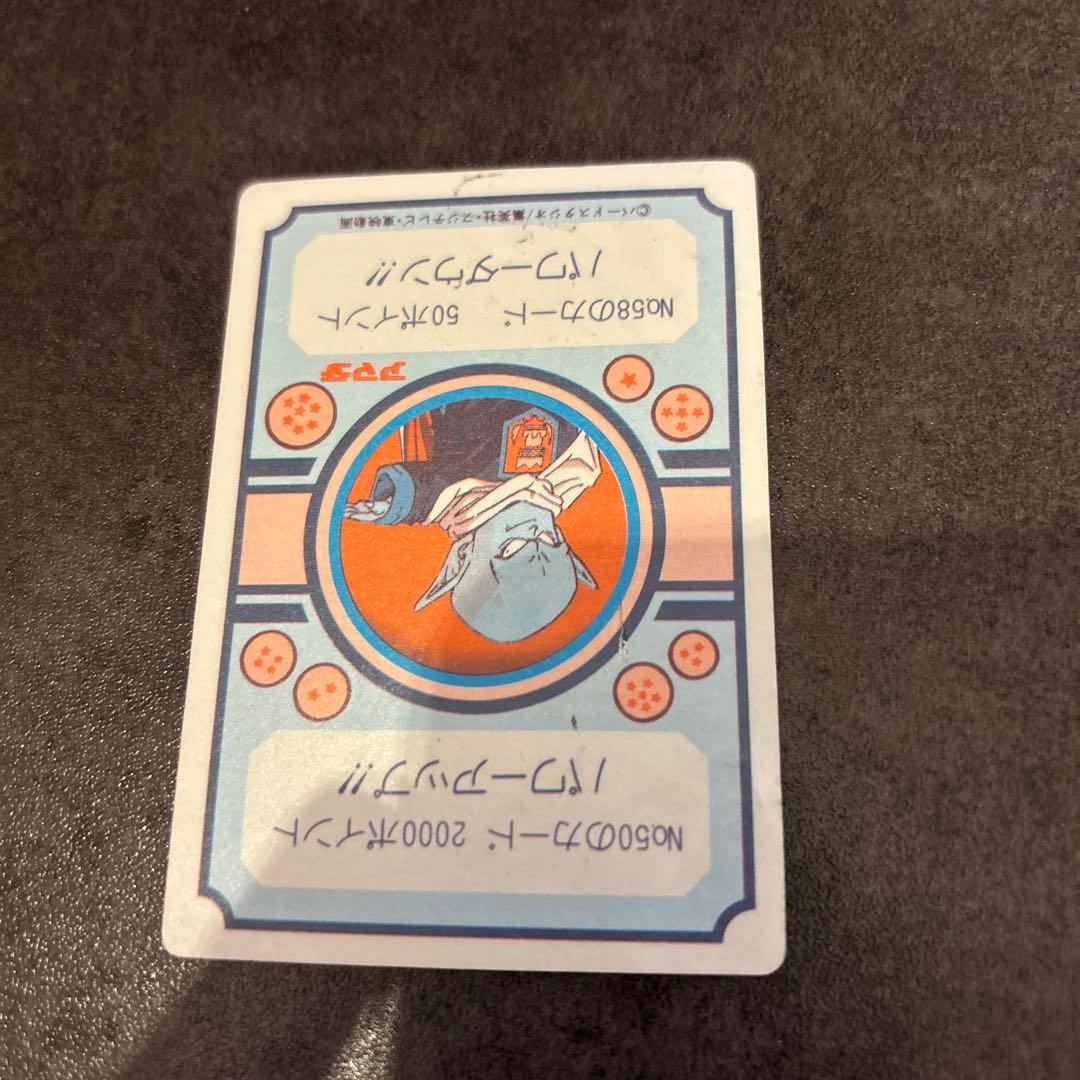 No.50のカード 2000ポイント
パワーアップ!!
アマダ
No.58のカード 50ポイント
パワーダウン!!
©バードスタジオ/集英社・フジテレビ・東映動画